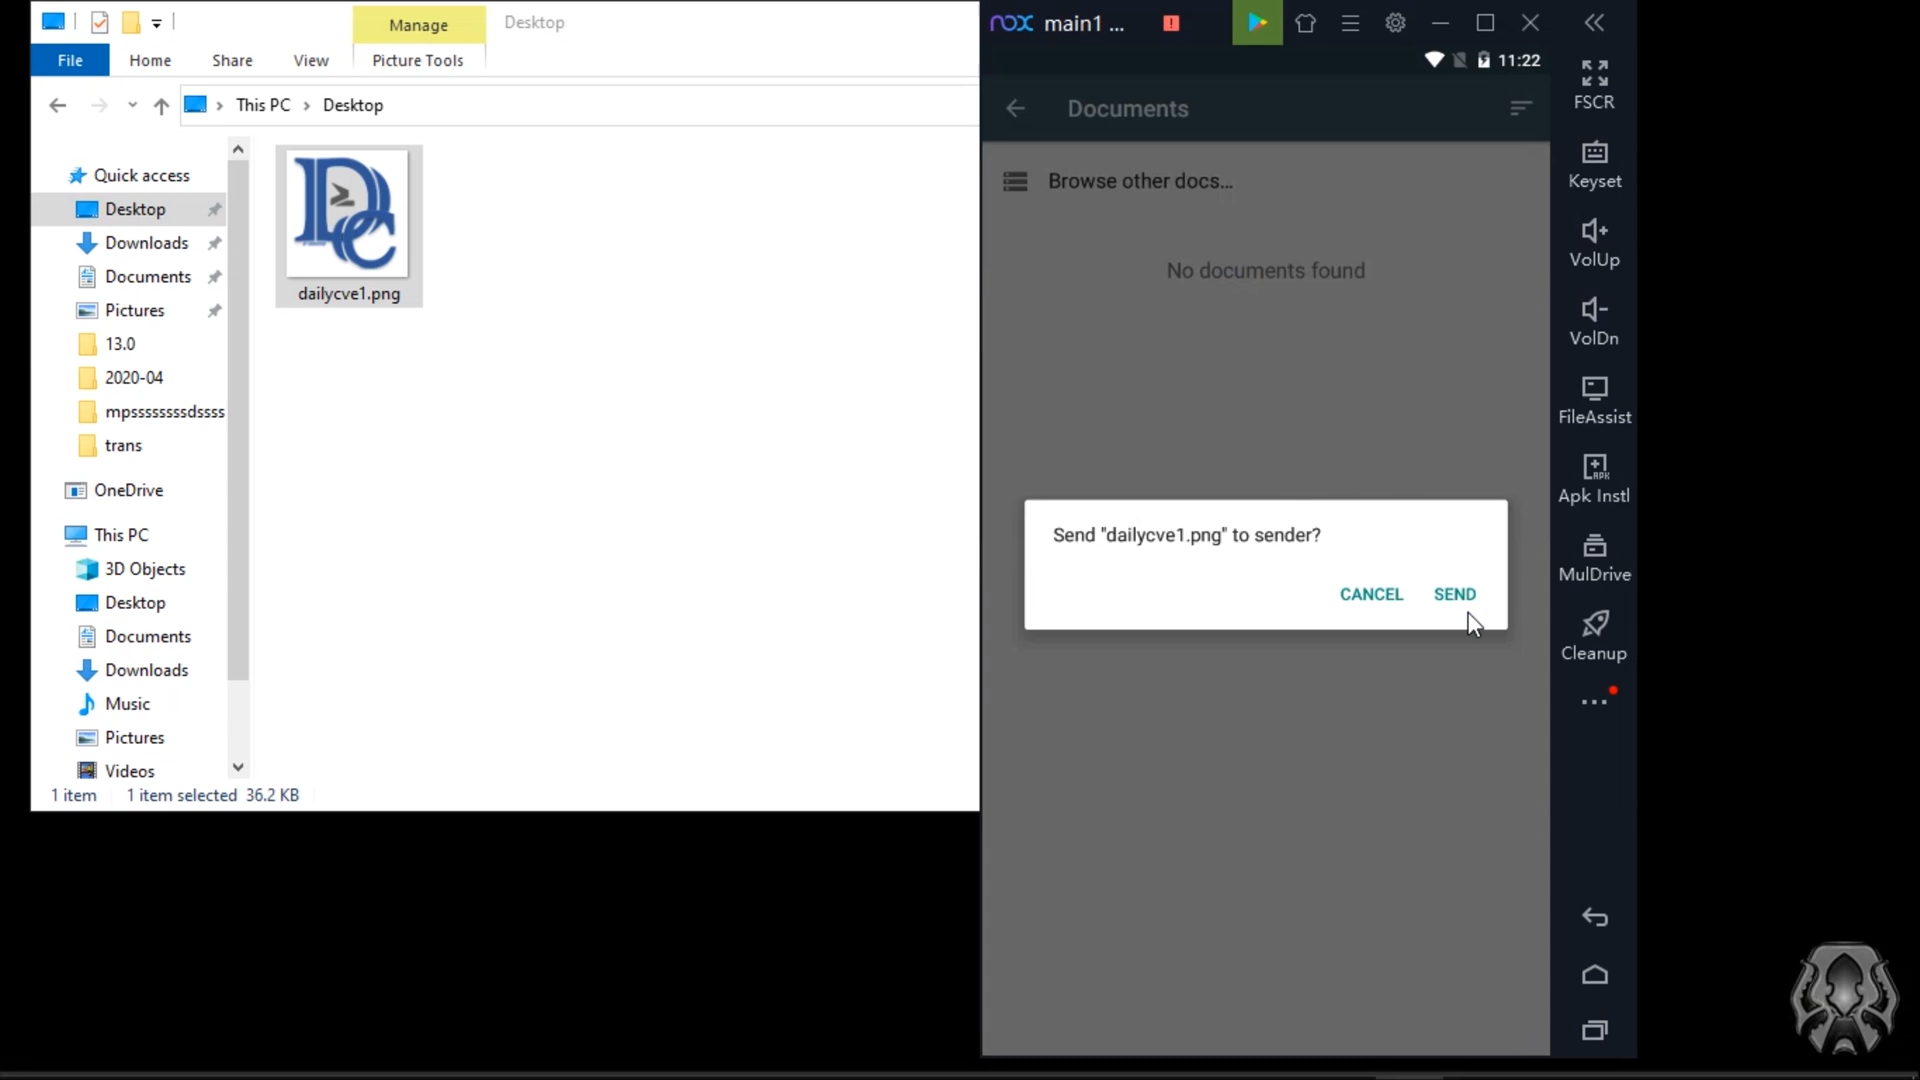 Manage
Desktop
File
Home
Share
View
Picture Tools
This PC
Desktop
Quick access
Desktop
Downloads
Documents
Pictures
13.0
2020-04
mpsssssssdssss
trans
OneDrive
This PC
3D Objects
Desktop
Documents
Downloads
Music
Pictures
Videos
dailycve1.png
1 item
1 item selected 36.2 KB
nox main1 ...
11:22
Documents
Browse other docs...
No documents found
Send "dailycve1.png" to sender?
CANCEL
SEND
FSCR
Keyset
VolUp
VolDn
FileAssist
Apk Instl
MulDrive
Cleanup